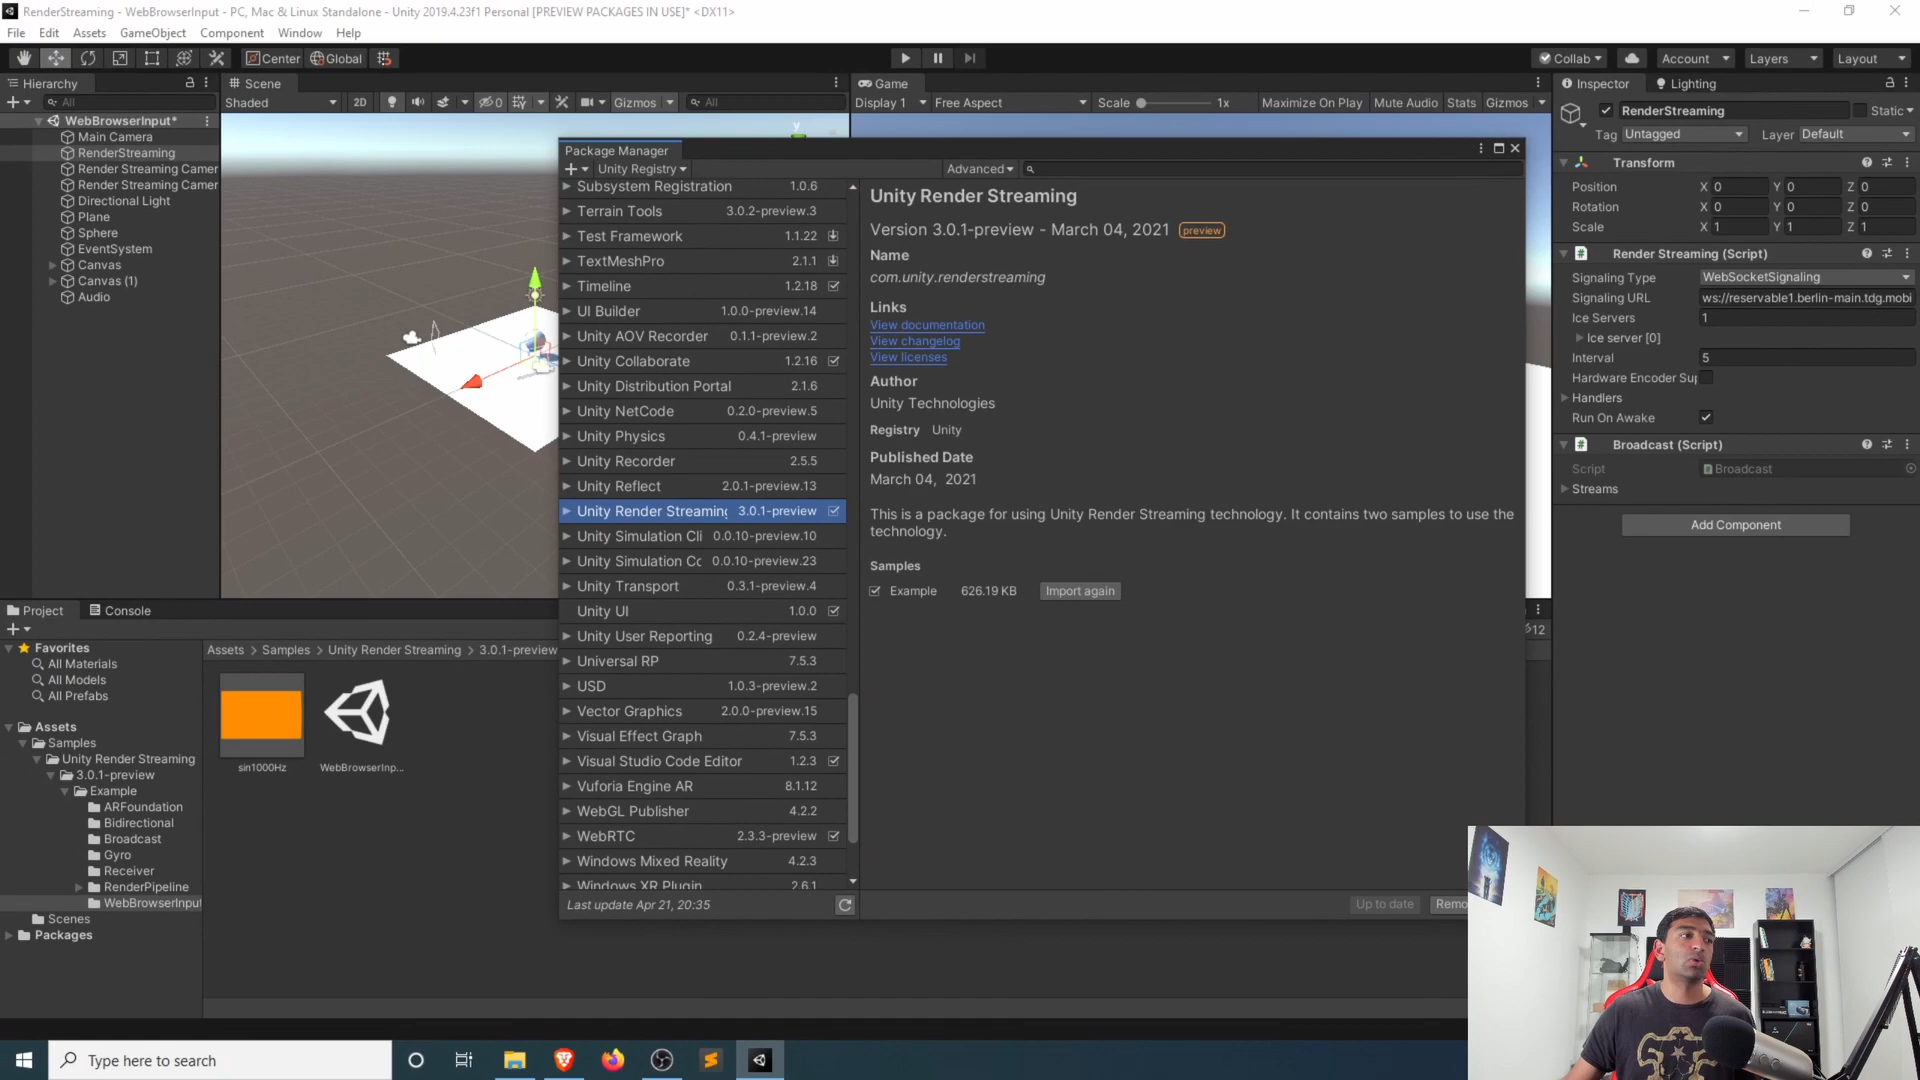 RenderStreaming - WebBrowserInput - PC, Mac & Linux Standalone - Unity 2019.4.23f1 Personal [PREVIEW PACKAGES IN USE]* <DX11>
File Edit Assets GameObject Component Window Help
Center Global Collab Account Layers Layout
Hierarchy
All
WebBrowserInput*
Main Camera
RenderStreaming
Render Streaming Camer
Render Streaming Camer
Directional Light
Plane
Sphere
EventSystem
Canvas
Canvas (1)
Audio
Scene
Shaded 2D 0 Gizmos All
y
Game
Display 1 Free Aspect Scale 1x Maximize On Play Mute Audio Stats Gizmos
Package Manager
Unity Registry Advanced
Subsystem Registration 1.0.6
Terrain Tools 3.0.2-preview.3
Test Framework 1.1.22
TextMeshPro 2.1.1
Timeline 1.2.18
UI Builder 1.0.0-preview.14
Unity AOV Recorder 0.1.1-preview.2
Unity Collaborate 1.2.16
Unity Distribution Portal 2.1.6
Unity NetCode 0.2.0-preview.5
Unity Physics 0.4.1-preview
Unity Recorder 2.5.5
Unity Reflect 2.0.1-preview.13
Unity Render Streaming 3.0.1-preview
Unity Simulation Cli 0.0.10-preview.10
Unity Simulation Cc 0.0.10-preview.23
Unity Transport 0.3.1-preview.4
Unity UI 1.0.0
Unity User Reporting 0.2.4-preview
Universal RP 7.5.3
USD 1.0.3-preview.2
Vector Graphics 2.0.0-preview.15
Visual Effect Graph 7.5.3
Visual Studio Code Editor 1.2.3
Vuforia Engine AR 8.1.12
WebGL Publisher 4.2.2
WebRTC 2.3.3-preview
Windows Mixed Reality 4.2.3
Windows XR Plugin 2.6.1
Last update Apr 21, 20:35
Unity Render Streaming
Version 3.0.1-preview - March 04, 2021 preview
Name
com.unity.renderstreaming
Links
View documentation
View changelog
View licenses
Author
Unity Technologies
Registry Unity
Published Date
March 04, 2021
This is a package for using Unity Render Streaming technology. It contains two samples to use the
technology.
Samples
Example 626.19 KB Import again
Up to date Remo
Inspector Lighting
RenderStreaming Static
Tag Untagged Layer Default
Transform
Position X 0 Y 0 Z 0
Rotation X 0 Y 0 Z 0
Scale X 1 Y 1 Z 1
Render Streaming (Script)
Signaling Type WebSocketSignaling
Signaling URL ws://reservable1.berlin-main.tdg.mobi
Ice Servers 1
Ice server [0]
Interval 5
Hardware Encoder Sup
Handlers
Run On Awake
Broadcast (Script)
Script Broadcast
Streams
Add Component
Project Console
12
Favorites
All Materials
All Models
All Prefabs
Assets
Samples
Unity Render Streaming
3.0.1-preview
Example
ARFoundation
Bidirectional
Broadcast
Gyro
Receiver
RenderPipeline
WebBrowserInput
Scenes
Packages
Assets > Samples > Unity Render Streaming > 3.0.1-preview
sin1000Hz WebBrowserInp...
Type here to search